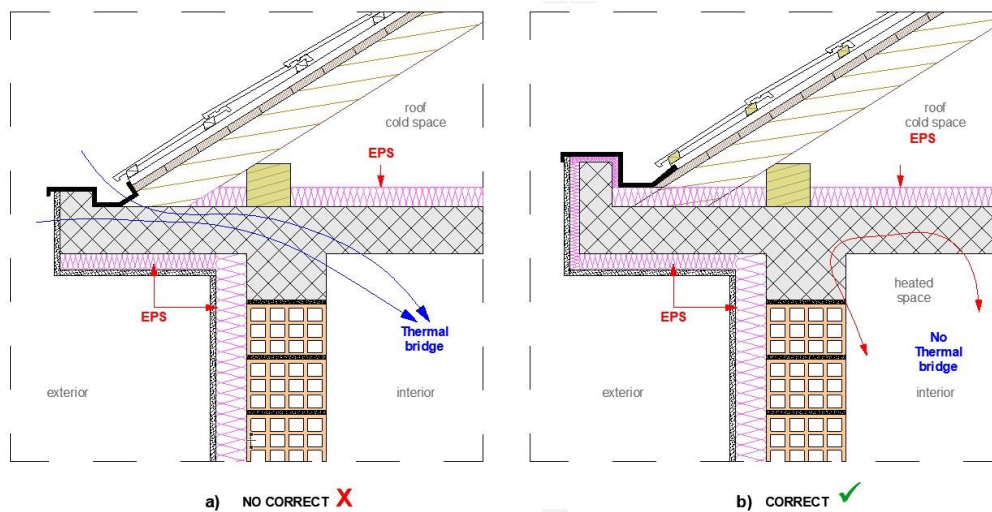 roof
cold space
EPS
EPS
Thermal
bridge
exterior
interior
a) NO CORRECT X
roof
cold space
EPS
EPS
heated
space
No
Thermal
bridge
exterior
interior
b) CORRECT ✓